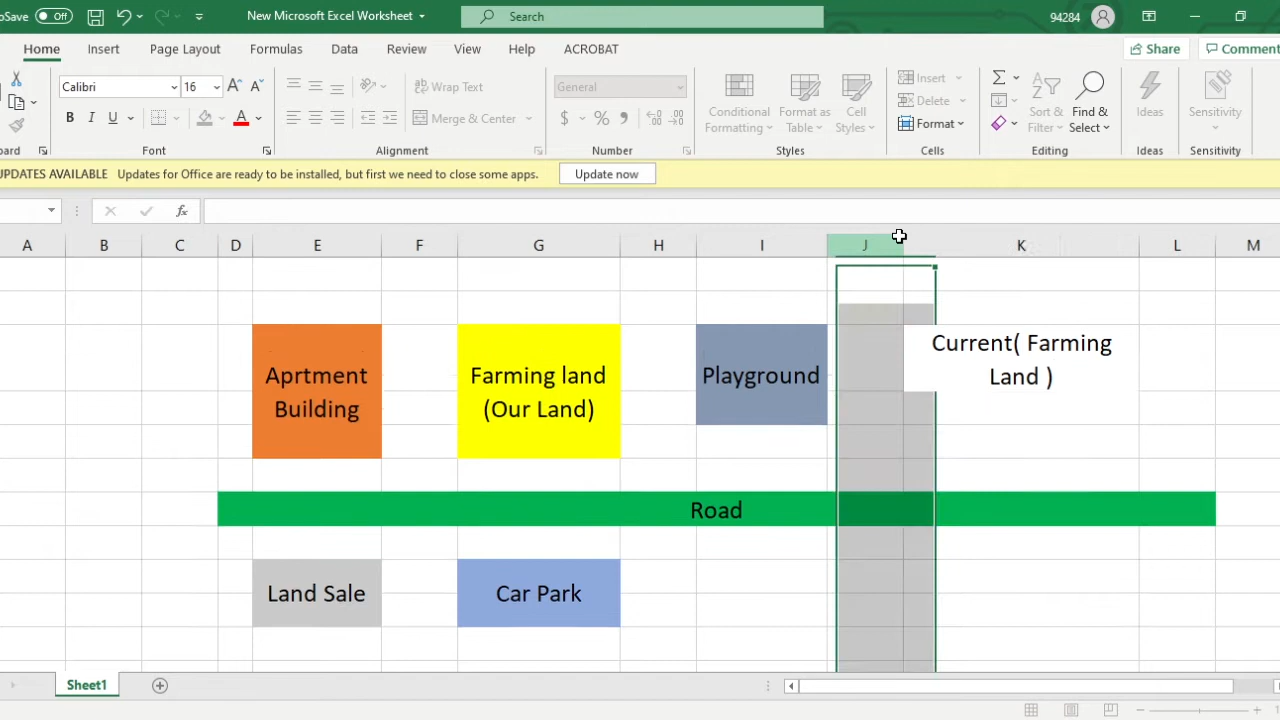 oSave Off New Microsoft Excel Worksheet Search 94284
Home Insert Page Layout Formulas Data Review View Help ACROBAT Share Comment
Calibri 16 A A ab Wrap Text General Conditional Formatting Format as Table Cell Styles Insert Delete Format Sort & Filter Find & Select Ideas Sensitivity
B I U A Merge & Center $ % 9
oard Font Alignment Number Styles Cells Editing Ideas Sensitivity
UPDATES AVAILABLE Updates for Office are ready to be installed, but first we need to close some apps. Update now
fx
A B C D E F G H I J K L M
Aprtment
Building
Farming land
(Our Land)
Playground
Current( Farming
Land )
Road
Land Sale
Car Park
Sheet1